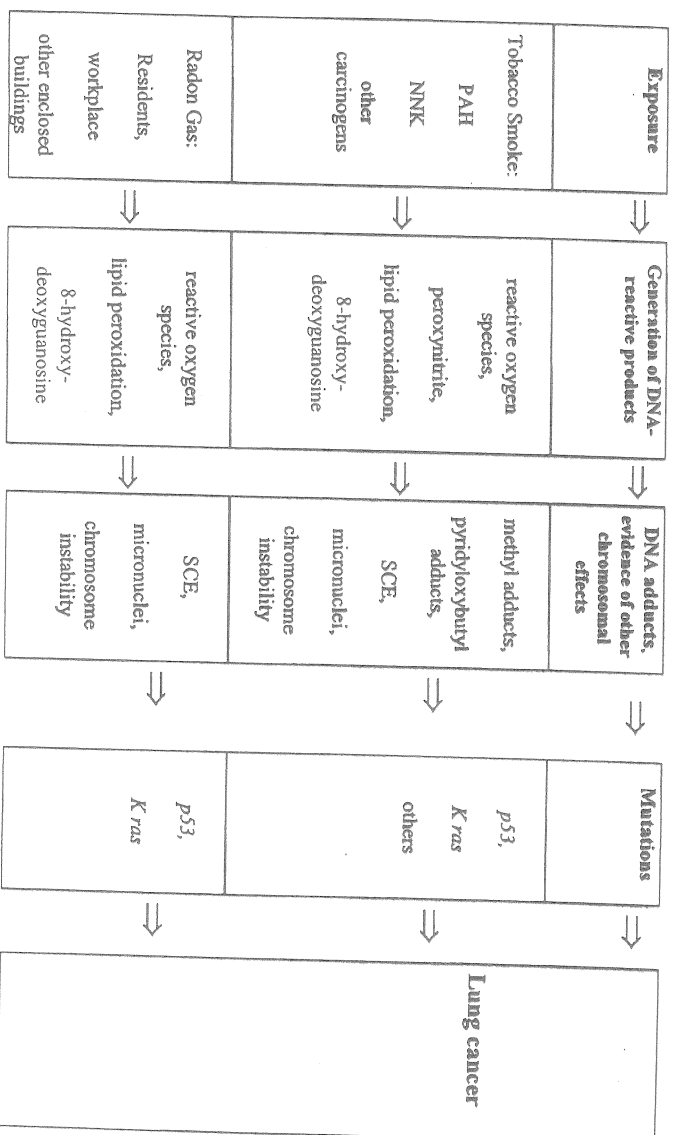 Exposure
Tobacco Smoke:
PAH
NNK
other
carcinogens
Radon Gas:
Residents,
workplace
other enclosed
buildings
Generation of DNA-
reactive products
reactive oxygen
species,
peroxynitrite,
lipid peroxidation,
8-hydroxy-
deoxyguanosine
reactive oxygen
species,
lipid peroxidation,
8-hydroxy-
deoxyguanosine
DNA adducts,
evidence of other
chromosomal
effects
methyl adducts,
pyridyloxybutyl
adducts,
SCE,
micronuclei,
chromosome
instability
SCE,
micronuclei,
chromosome
instability
Mutations
p53,
K ras
others
p53,
K ras
Lung cancer